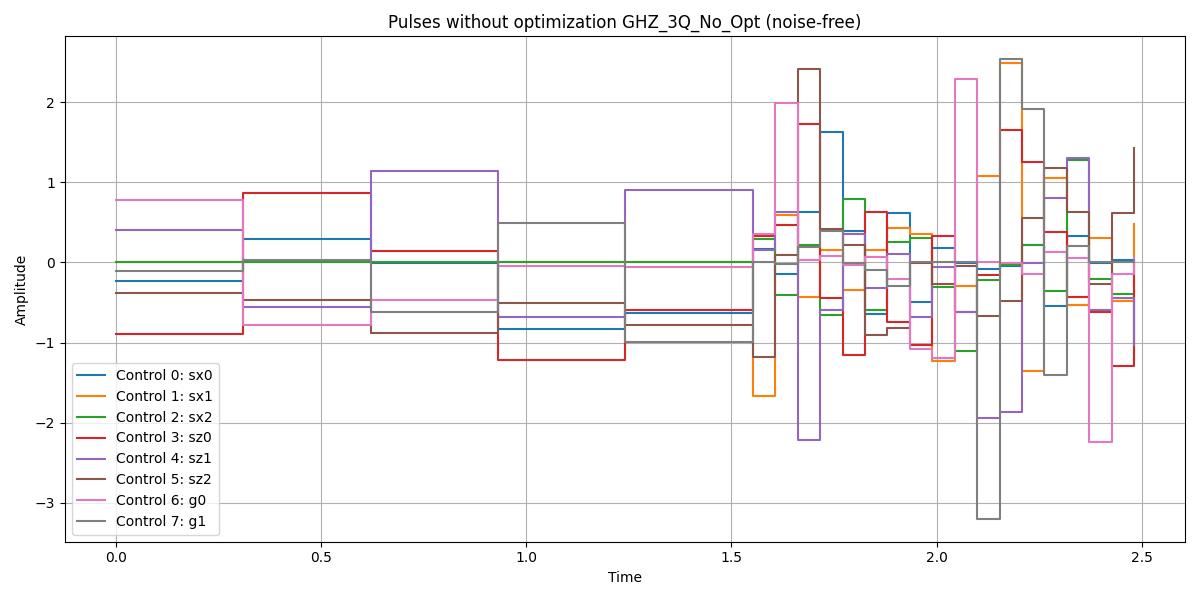 Pulses without optimization GHZ_3Q_No_Opt (noise-free)
Amplitude
2
1
0
−1
−2
−3
Control 0: sx0
Control 1: sx1
Control 2: sx2
Control 3: sz0
Control 4: sz1
Control 5: sz2
Control 6: g0
Control 7: g1
0.0
0.5
1.0
1.5
2.0
2.5
Time